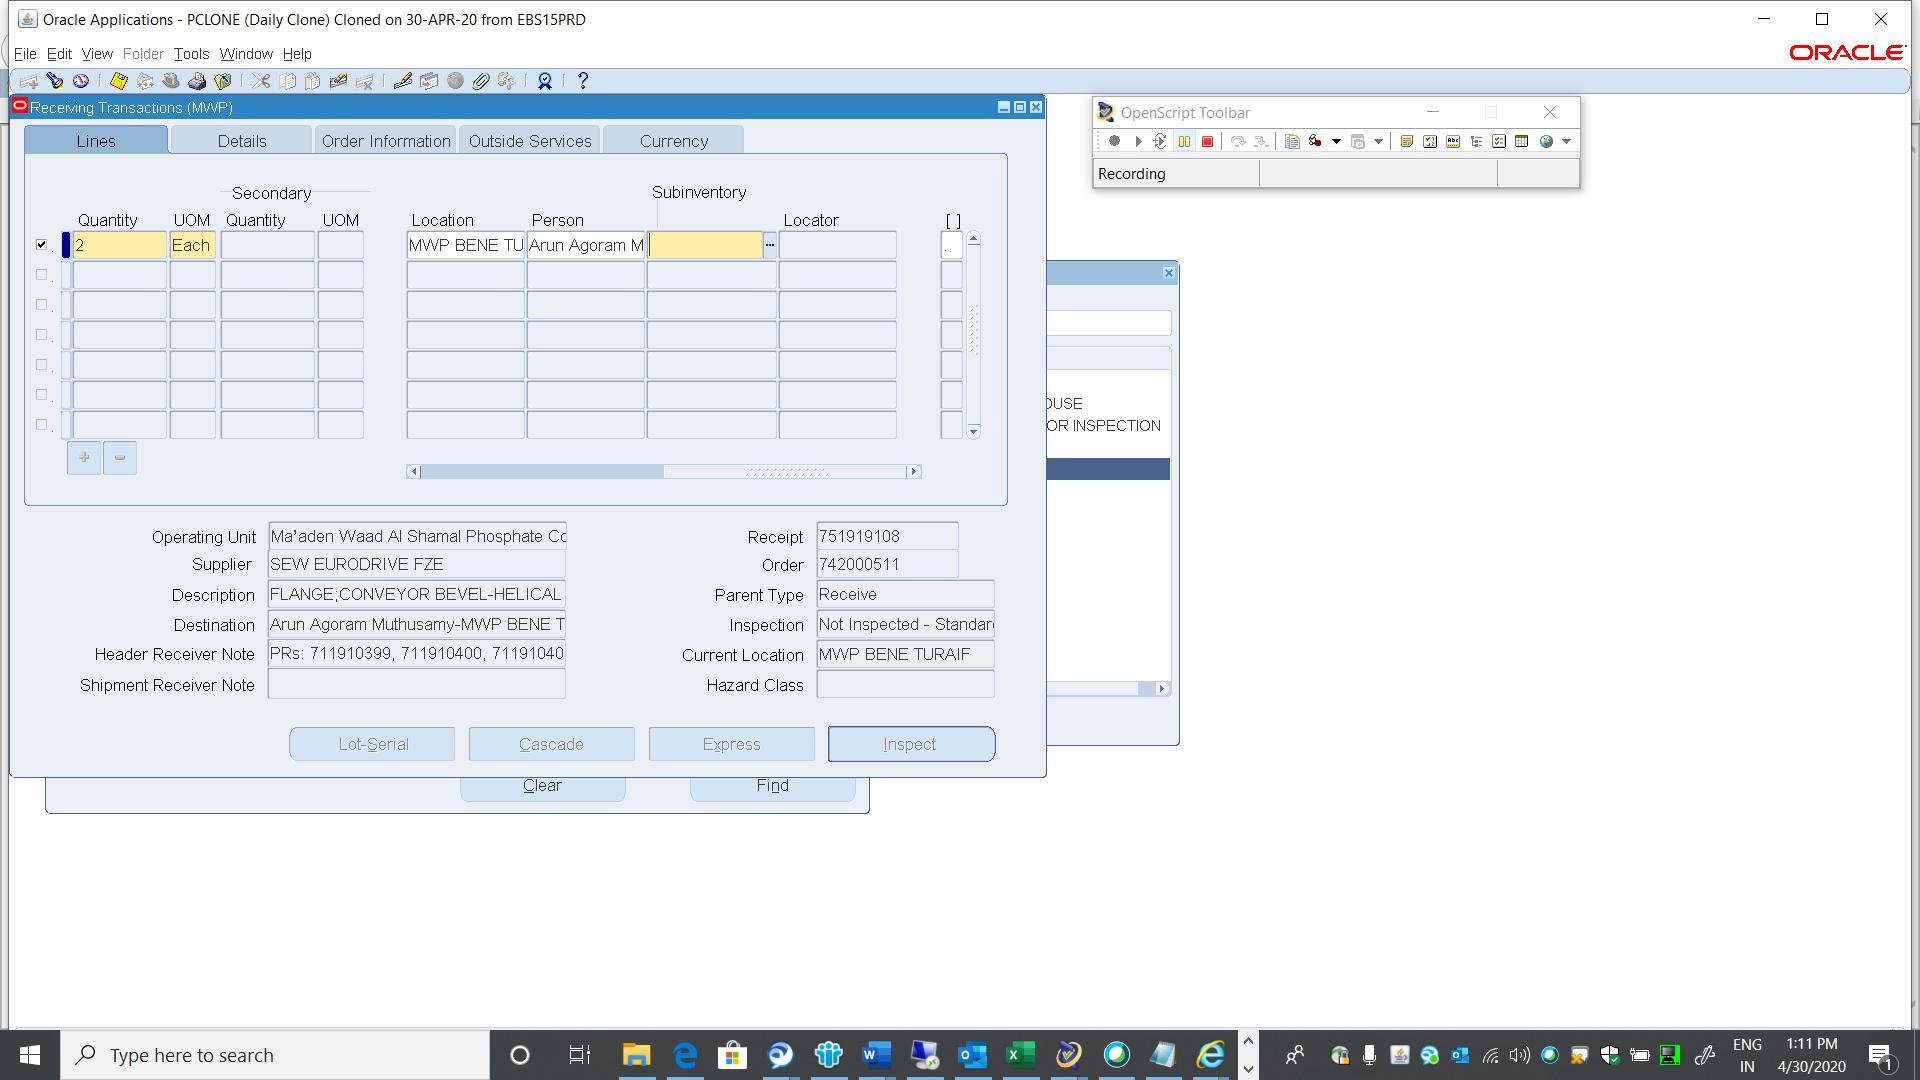 Oracle Applications - PCLONE (Daily Clone) Cloned on 30-APR-20 from EBS15PRD
File Edit View Folder Tools Window Help
ORACLE
Receiving Transactions (MWP)
OpenScript Toolbar
Lines Details Order Information Outside Services Currency
Recording
Secondary Subinventory
Quantity UOM Quantity UOM Location Person Locator [ ]
2 Each MWP BENE TU Arun Agoram M .
OUSE
OR INSPECTION
Operating Unit Ma'aden Waad Al Shamal Phosphate Co Receipt 751919108
Supplier SEW EURODRIVE FZE Order 742000511
Description FLANGE;CONVEYOR BEVEL-HELICAL Parent Type Receive
Destination Arun Agoram Muthusamy-MWP BENE T Inspection Not Inspected - Standar
Header Receiver Note PRs: 711910399, 711910400, 71191040 Current Location MWP BENE TURAIF
Shipment Receiver Note Hazard Class
Lot-Serial Cascade Express Inspect
Clear Find
Type here to search
ENG 1:11 PM
IN 4/30/2020 1